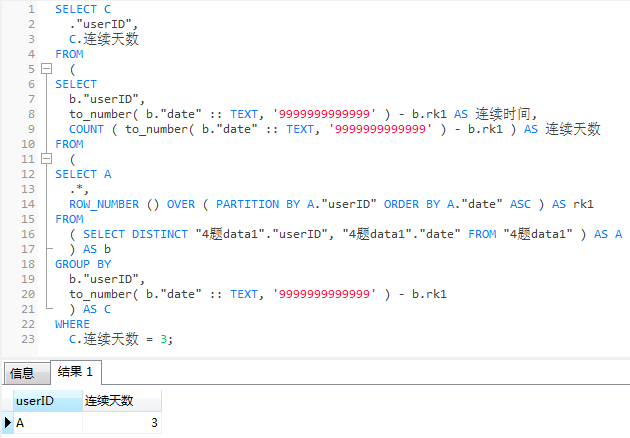 1 SELECT C
2 ."userID",
3 C.连续天数
4 FROM
5 (
6 SELECT
7 b."userID",
8 to_number( b."date" :: TEXT, '9999999999999' ) - b.rk1 AS 连续时间,
9 COUNT ( to_number( b."date" :: TEXT, '9999999999999' ) - b.rk1 ) AS 连续天数
10 FROM
11 (
12 SELECT A
13 .*,
14 ROW_NUMBER () OVER ( PARTITION BY A."userID" ORDER BY A."date" ASC ) AS rk1
15 FROM
16 ( SELECT DISTINCT "4题data1"."userID", "4题data1"."date" FROM "4题data1" ) AS A
17 ) AS b
18 GROUP BY
19 b."userID",
20 to_number( b."date" :: TEXT, '9999999999999' ) - b.rk1
21 ) AS C
22 WHERE
23 C.连续天数 = 3;
信息 结果 1
userID 连续天数
A 3